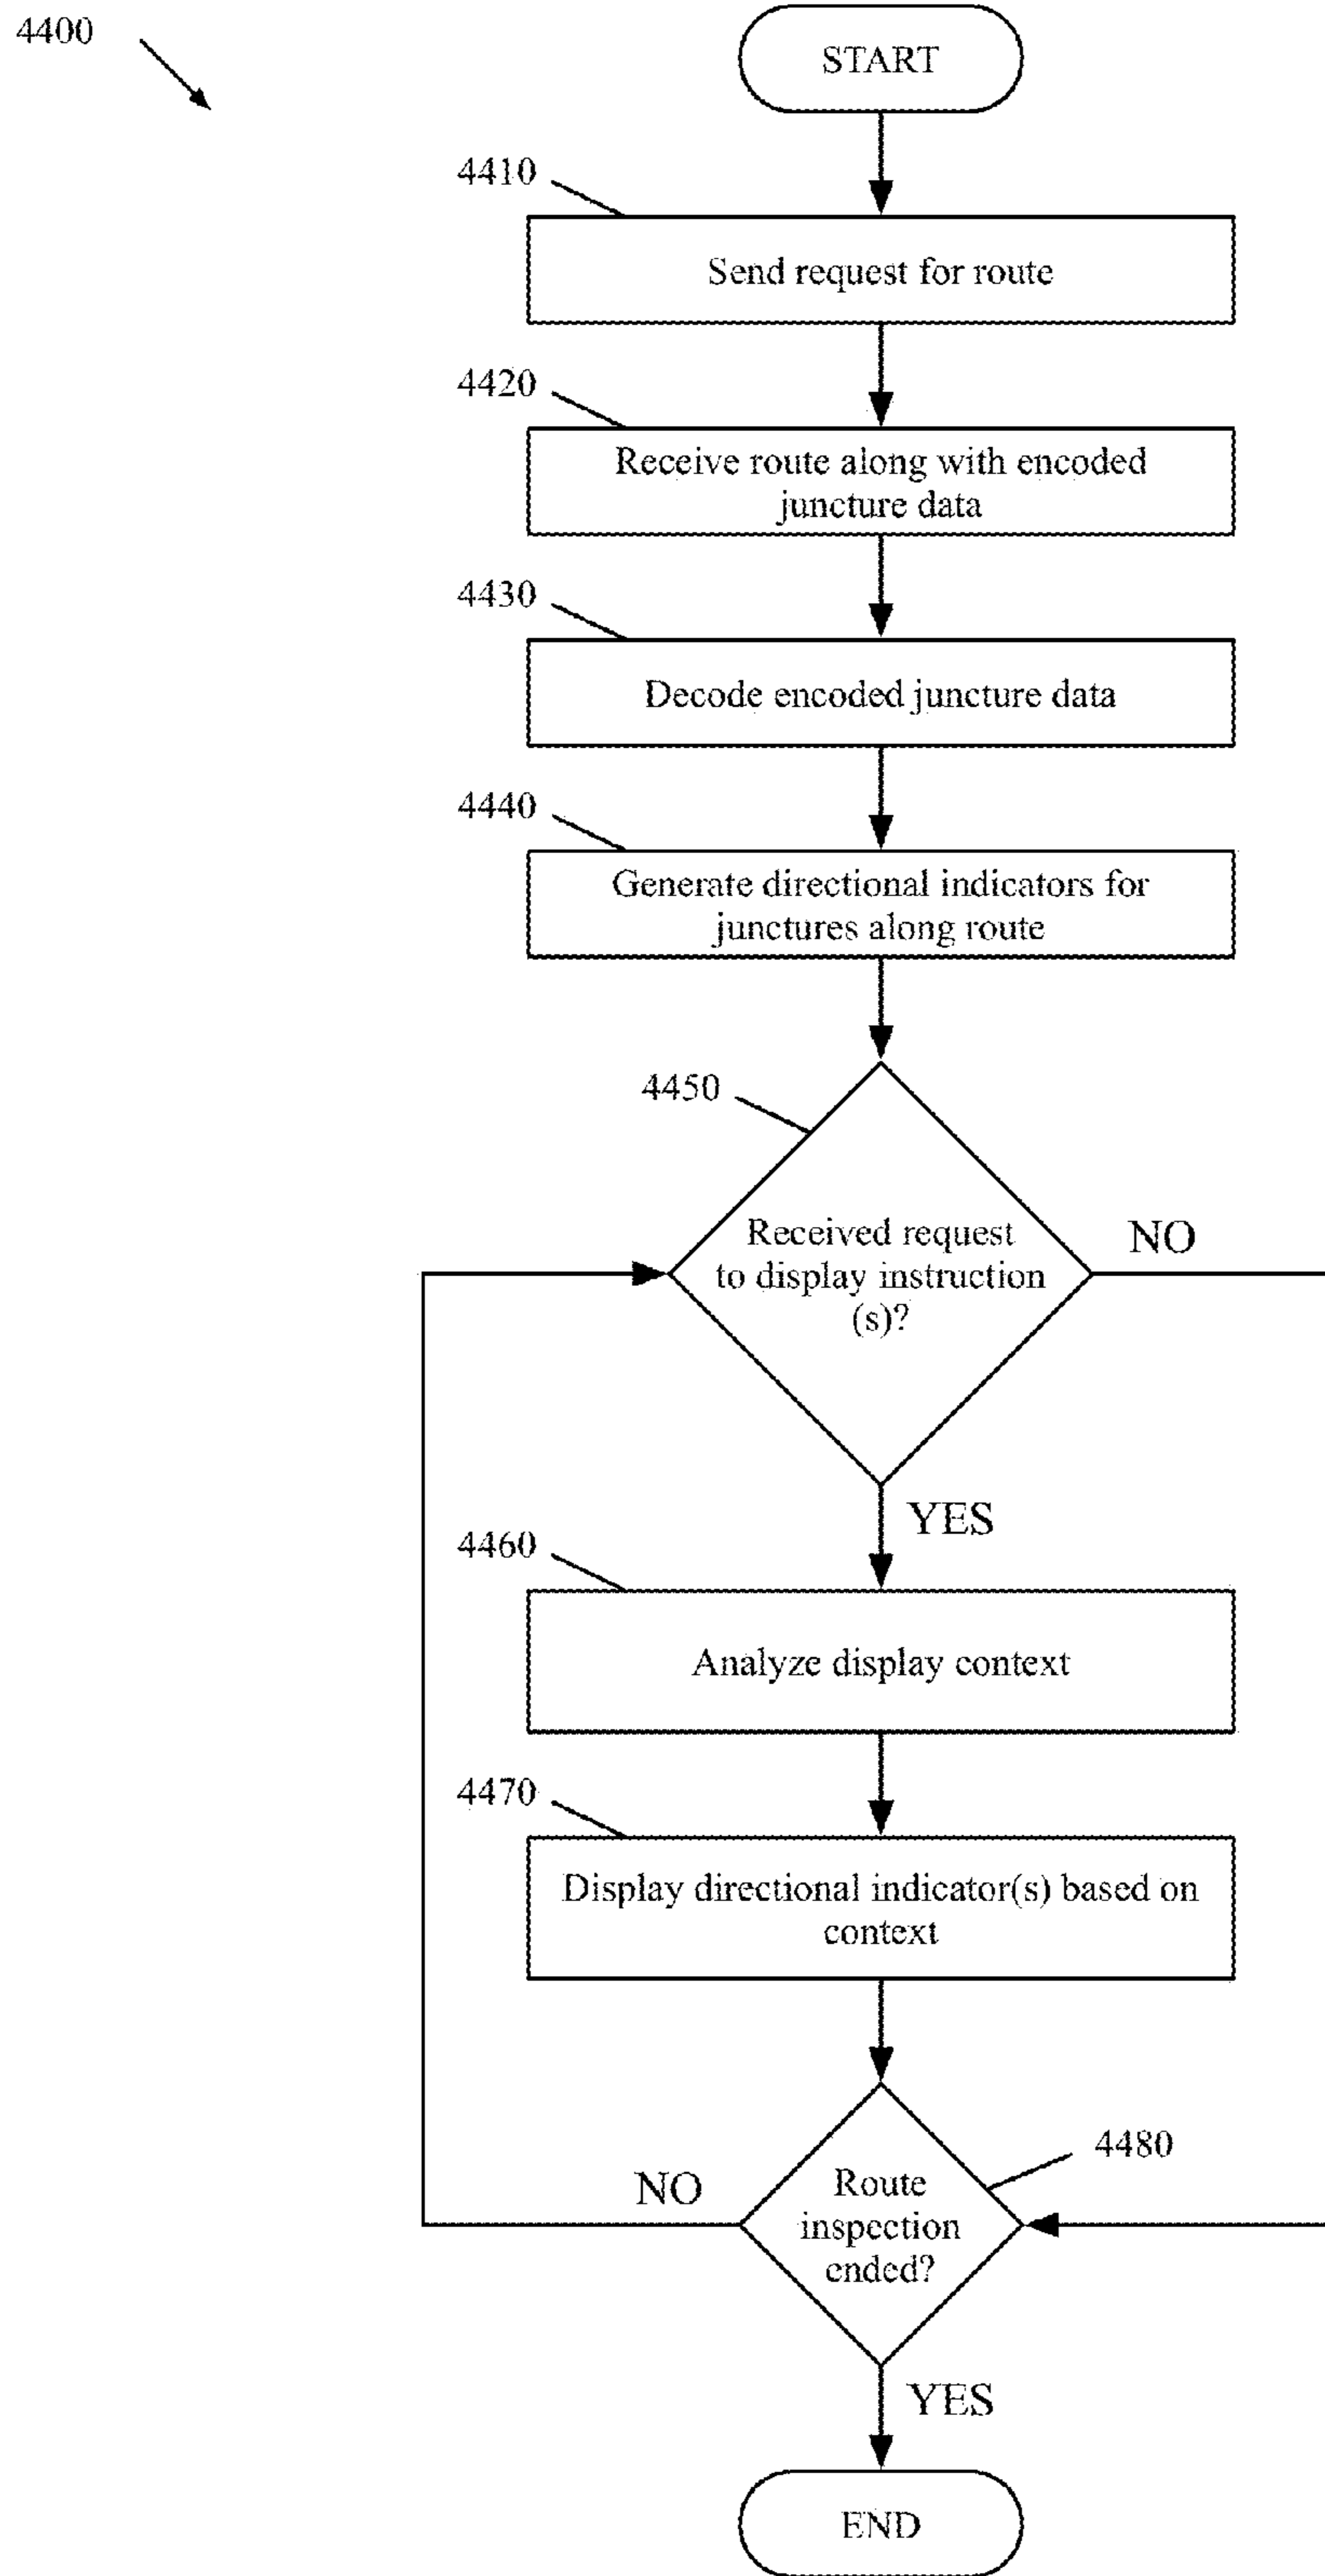 4400
START
4410
Send request for route
4420
Receive route along with encoded
juncture data
4430
Decode encoded juncture data
4440
Generate directional indicators for
junctures along route
4450
Received request
to display instruction
(s)?
NO
YES
4460
Analyze display context
4470
Display directional indicator(s) based on
context
4480
NO
Route
inspection
ended?
YES
END